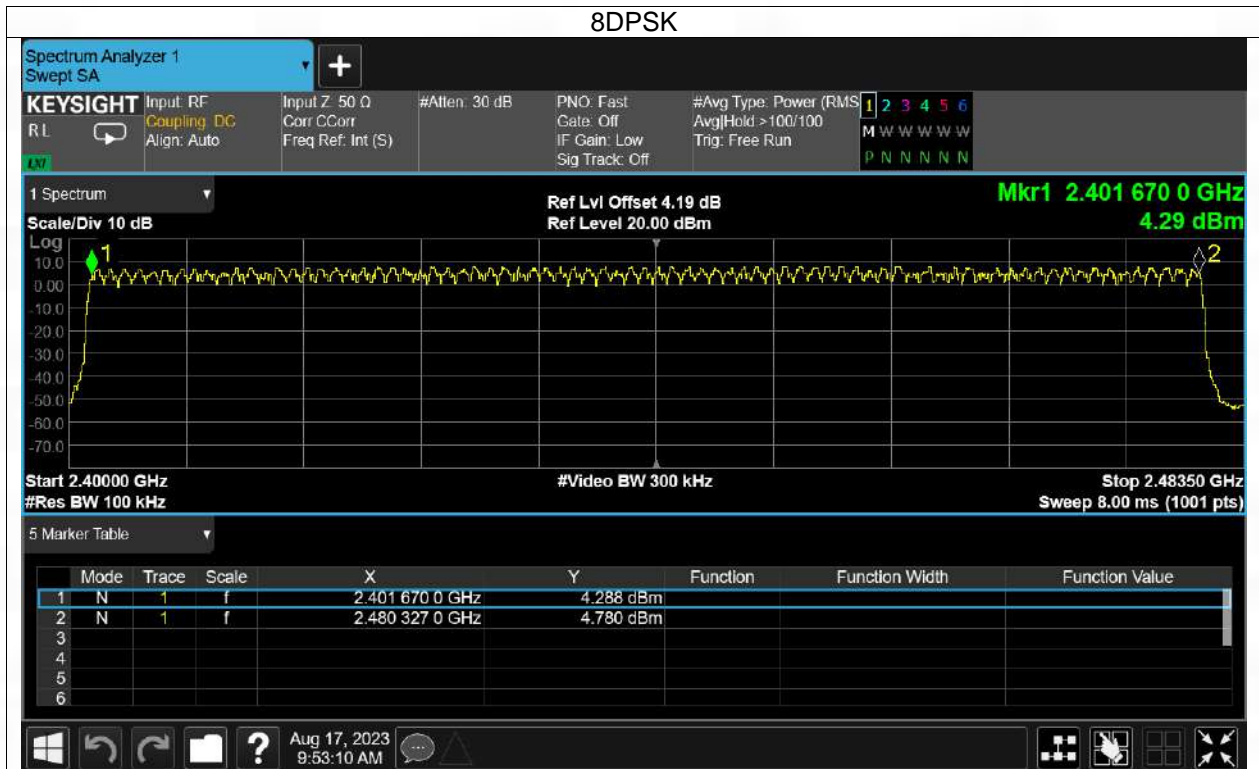 8DPSK
Spectrum Analyzer 1
Swept SA
KEYSIGHT
RL
LXI
Input: RF
Coupling: DC
Align: Auto
Input Z: 50 Ω
Corr CCorr
Freq Ref: Int (S)
#Atten: 30 dB
PNO: Fast
Gate: Off
IF Gain: Low
Sig Track: Off
#Avg Type: Power (RMS
Avg|Hold:>100/100
Trig: Free Run
1 2 3 4 5 6
M W W W W W
P N N N N N
1 Spectrum
Scale/Div 10 dB
Ref Lvl Offset 4.19 dB
Ref Level 20.00 dBm
Mkr1 2.401 670 0 GHz
4.29 dBm
Log
10.0
0.00
-10.0
-20.0
-30.0
-40.0
-50.0
-60.0
-70.0
1
2
Start 2.40000 GHz
#Res BW 100 kHz
#Video BW 300 kHz
Stop 2.48350 GHz
Sweep 8.00 ms (1001 pts)
5 Marker Table
Mode Trace Scale X Y Function Function Width Function Value
1 N 1 f 2.401 670 0 GHz 4.288 dBm
2 N 1 f 2.480 327 0 GHz 4.780 dBm
3
4
5
6
?
Aug 17, 2023
9:53:10 AM